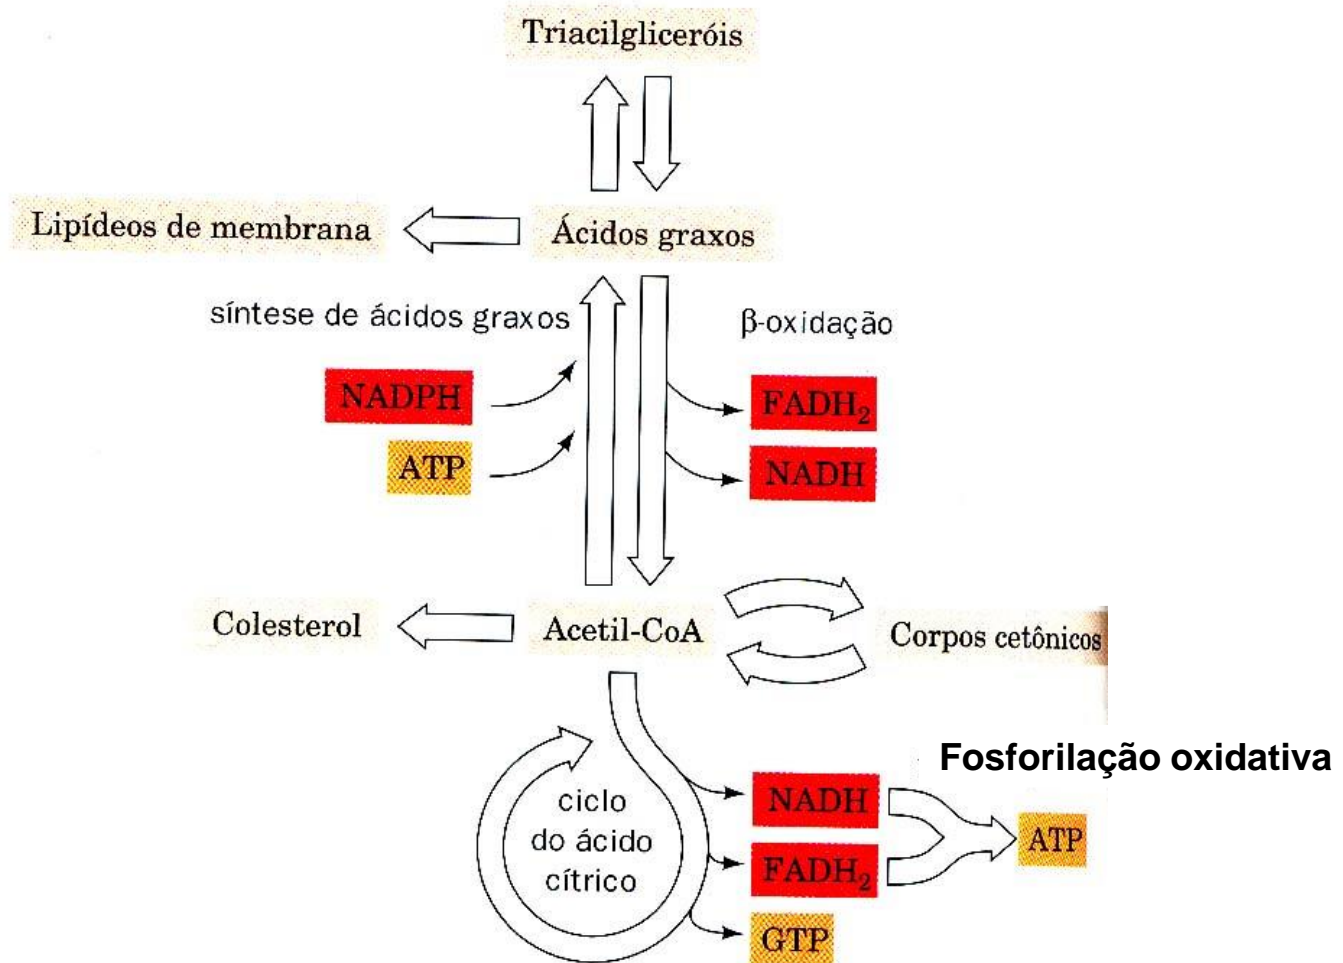 Triacilgliceróis
Lipídeos de membrana
Ácidos graxos
síntese de ácidos graxos
β-oxidação
NADPH
FADH₂
ATP
NADH
Colesterol
Acetil-CoA
Corpos cetônicos
Fosforilação oxidativa
ciclo
do ácido
cítrico
NADH
FADH₂
GTP
ATP